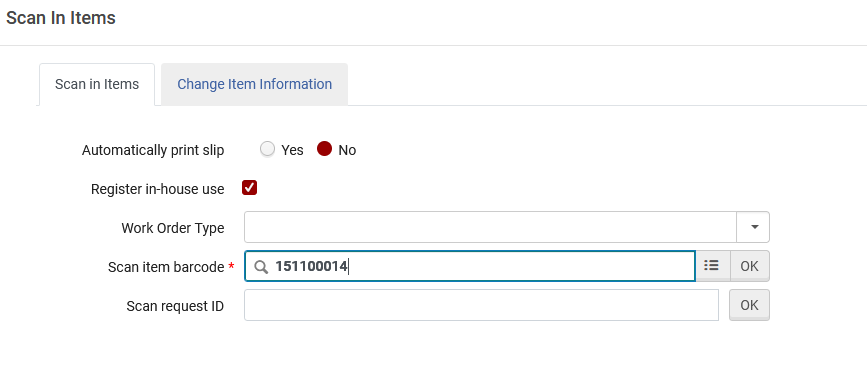 Scan In Items
Scan in Items
Change Item Information
Automatically print slip Yes No
Register in-house use
Work Order Type
Scan item barcode * 151100014 OK
Scan request ID OK